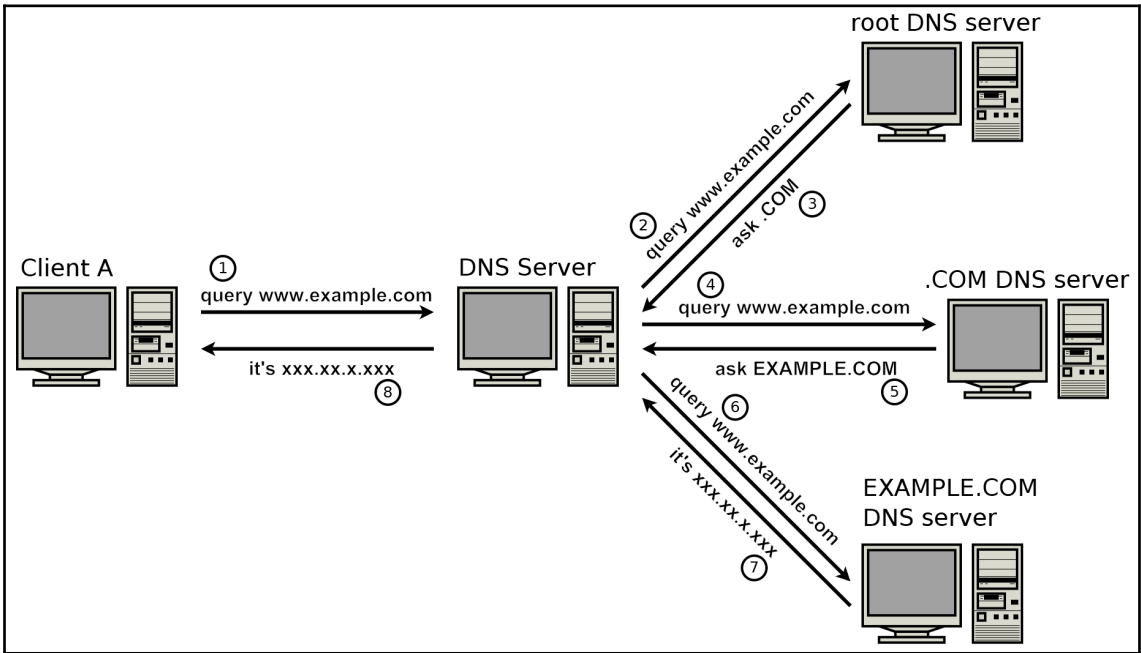 root DNS server
query www.example.com
ask .COM
2
3
Client A
1
query www.example.com
it's xxx.xx.x.xxx
8
DNS Server
4
query www.example.com
ask EXAMPLE.COM
5
.COM DNS server
6
query www.example.com
it's xxx.xx.x.xxx
7
EXAMPLE.COM
DNS server